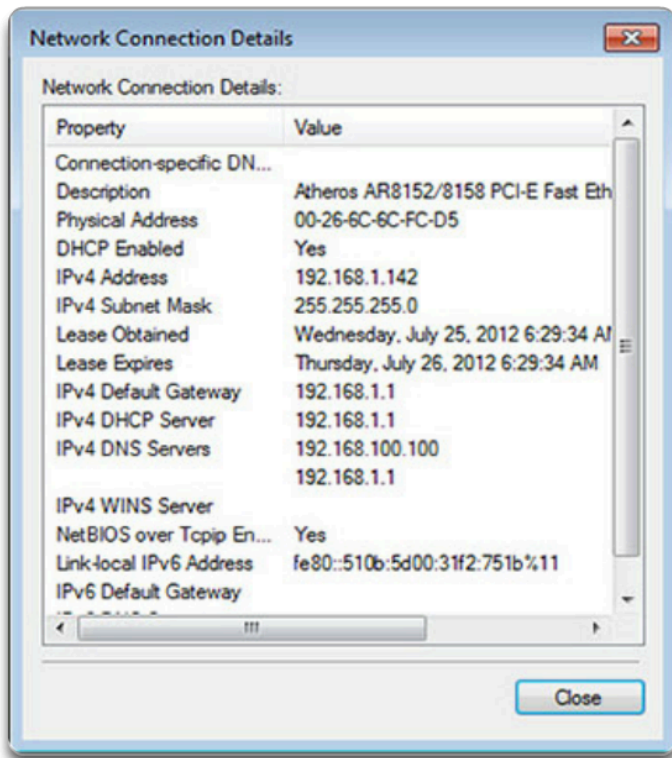 Network Connection Details
Network Connection Details:
Property Value
Connection-specific DN...
Description Atheros AR8152/8158 PCI-E Fast Eth
Physical Address 00-26-6C-6C-FC-D5
DHCP Enabled Yes
IPv4 Address 192.168.1.142
IPv4 Subnet Mask 255.255.255.0
Lease Obtained Wednesday, July 25, 2012 6:29:34 AM
Lease Expires Thursday, July 26, 2012 6:29:34 AM
IPv4 Default Gateway 192.168.1.1
IPv4 DHCP Server 192.168.1.1
IPv4 DNS Servers 192.168.100.100
192.168.1.1
IPv4 WINS Server
NetBIOS over Tcpip En... Yes
Link-local IPv6 Address fe80::510b:5d00:31f2:751b%11
IPv6 Default Gateway
Close